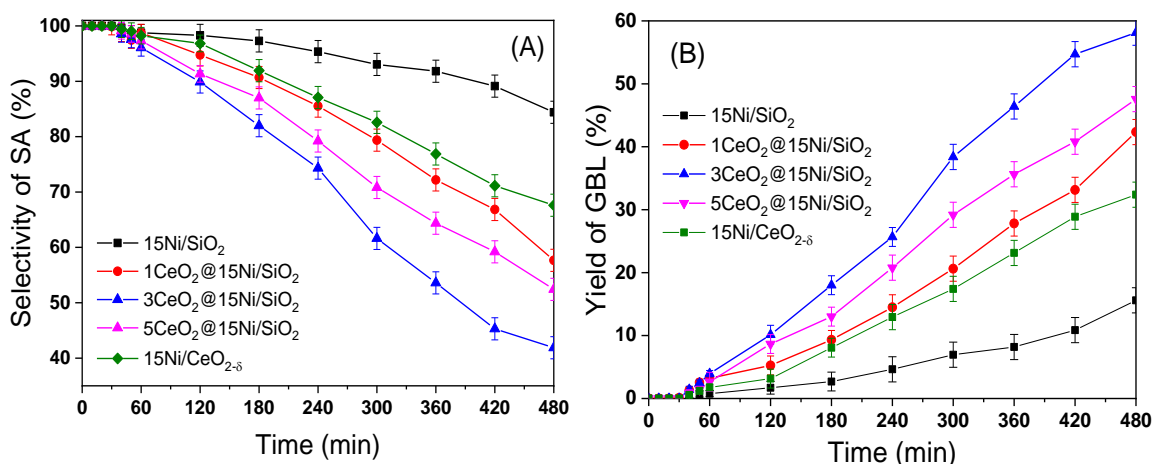 (A)
Selectivity of SA (%)
100
90
80
70
60
50
40
15Ni/SiO₂
1CeO₂@15Ni/SiO₂
3CeO₂@15Ni/SiO₂
5CeO₂@15Ni/SiO₂
15Ni/CeO₂₋δ
0 60 120 180 240 300 360 420 480
Time (min)
(B)
Yield of GBL (%)
60
50
40
30
20
10
0
15Ni/SiO₂
1CeO₂@15Ni/SiO₂
3CeO₂@15Ni/SiO₂
5CeO₂@15Ni/SiO₂
15Ni/CeO₂₋δ
0 60 120 180 240 300 360 420 480
Time (min)